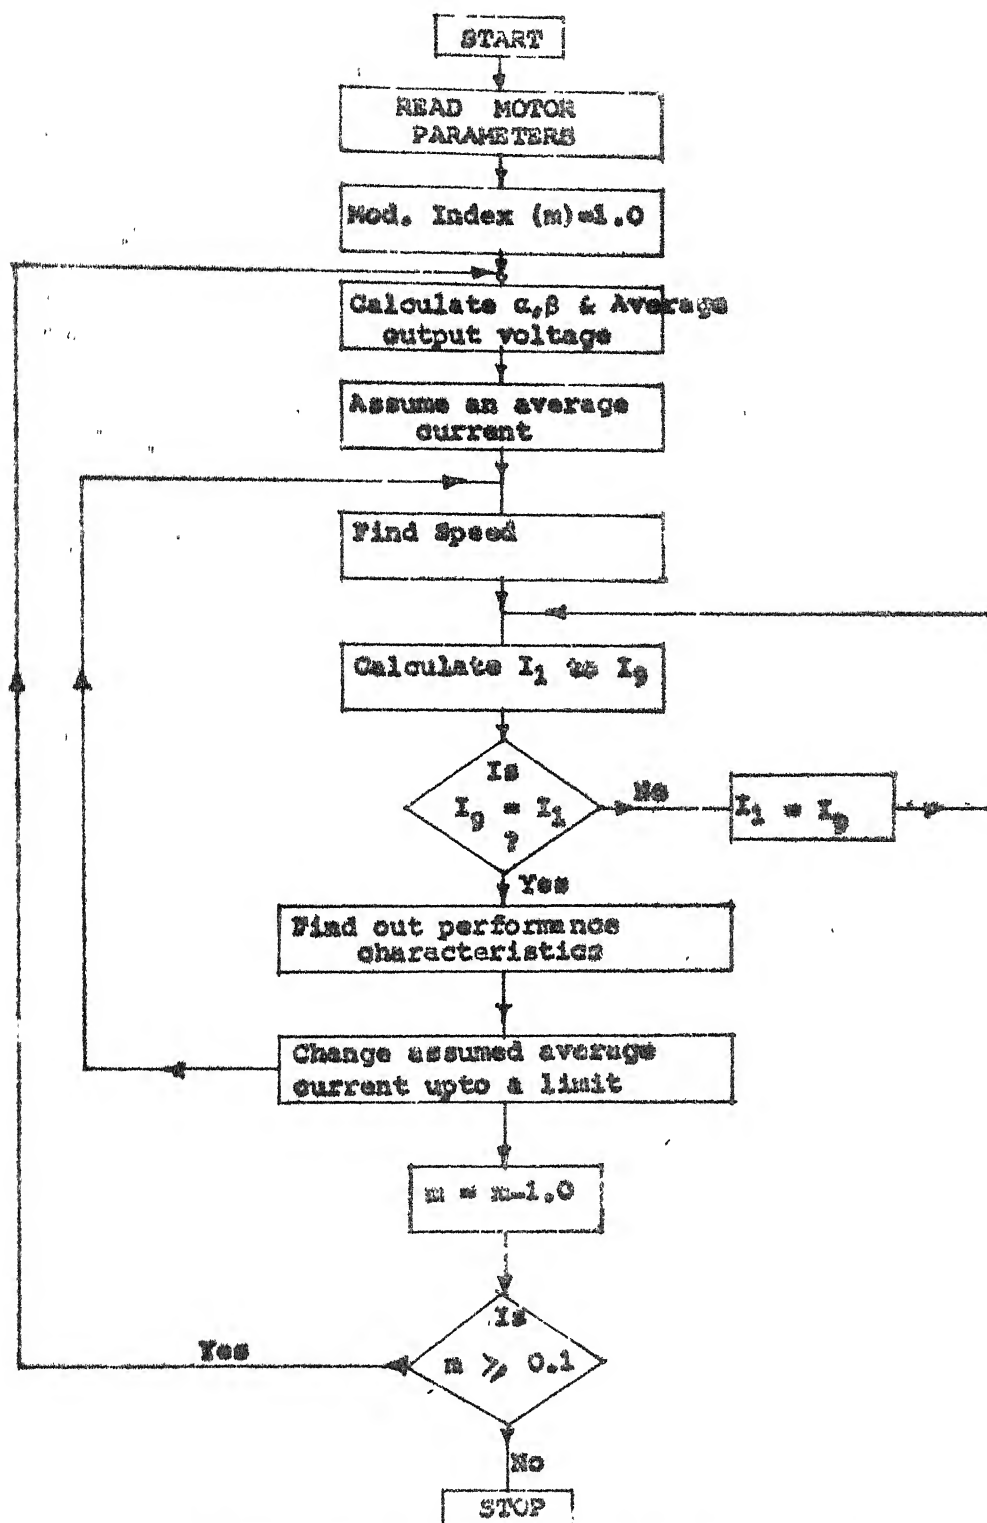 START
READ MOTOR
PARAMETERS
Mod. Index (m)=1.0
Calculate α,β & Average
output voltage
Assume an average
current
Find Speed
Calculate I₁ to I₉
Is
I₉ = I₁
?
No
I₁ = I₉
Yes
Find out performance
characteristics
Change assumed average
current upto a limit
m = m-1.0
Is
m ⩾ 0.1
Yes
No
STOP